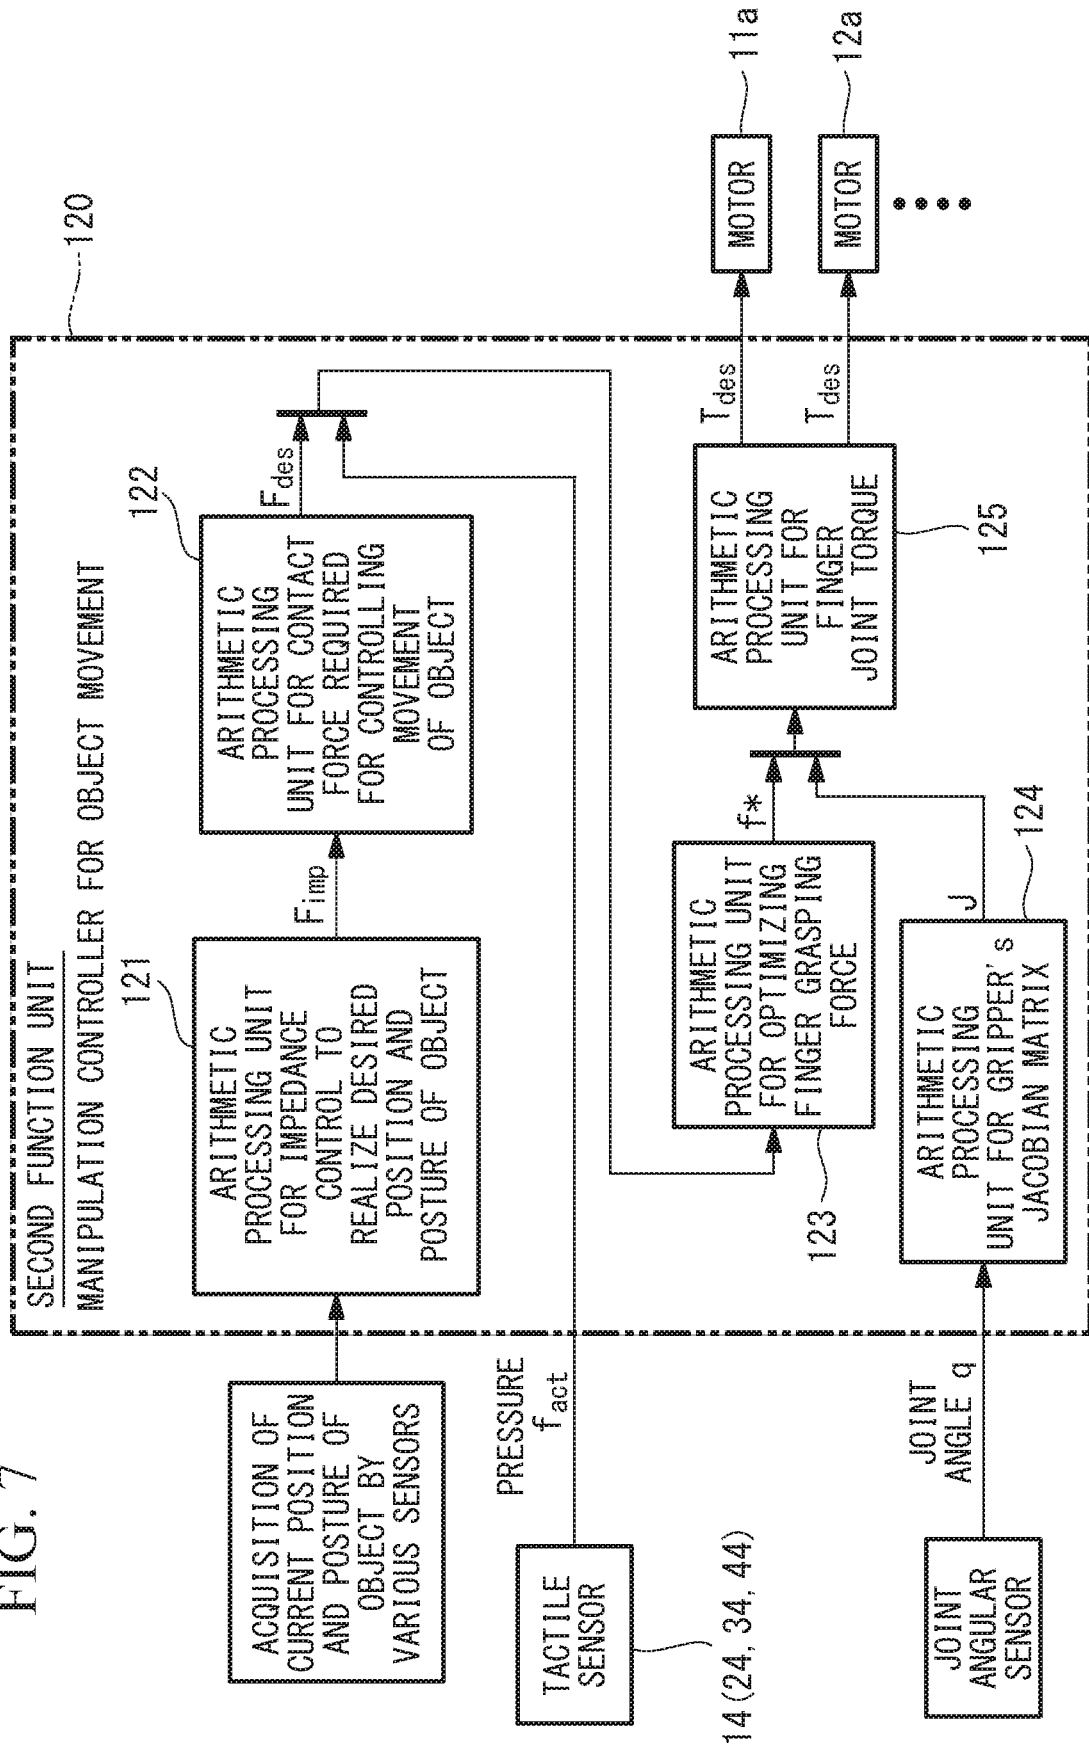 FIG. 7
120
SECOND FUNCTION UNIT
MANIPULATION CONTROLLER FOR OBJECT MOVEMENT
ACQUISITION OF
CURRENT POSITION
AND POSTURE OF
OBJECT BY
VARIOUS SENSORS
121
ARITHMETIC
PROCESSING UNIT
FOR IMPEDANCE
CONTROL TO
REALIZE DESIRED
POSITION AND
POSTURE OF OBJECT
Fimp
122
ARITHMETIC
PROCESSING
UNIT FOR CONTACT
FORCE REQUIRED
FOR CONTROLLING
MOVEMENT
OF OBJECT
Fdes
TACTILE
SENSOR
14(24, 34, 44)
PRESSURE
fact
123
ARITHMETIC
PROCESSING UNIT
FOR OPTIMIZING
FINGER GRASPING
FORCE
f*
JOINT
ANGULAR
SENSOR
JOINT
ANGLE q
ARITHMETIC
PROCESSING
UNIT FOR GRIPPER's
JACOBIAN MATRIX
124
J
ARITHMETIC
PROCESSING
UNIT FOR
FINGER
JOINT TORQUE
125
Tdes
Tdes
MOTOR
11a
MOTOR
12a